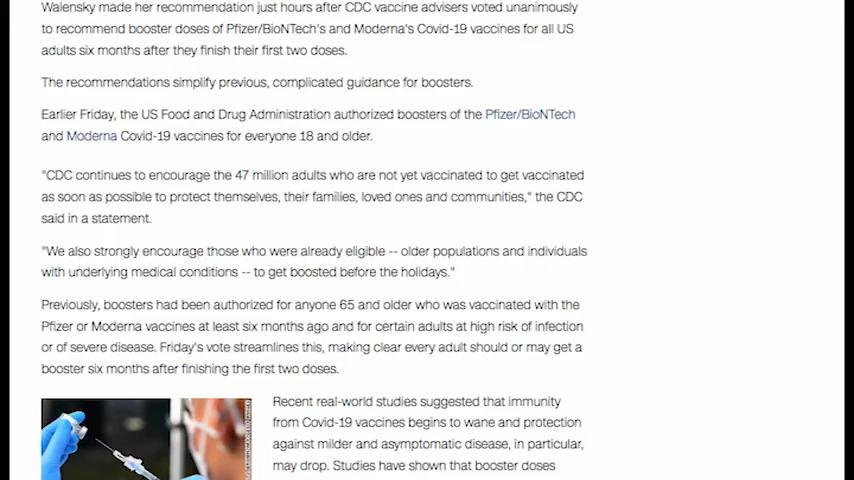 Walensky made her recommendation just hours after CDC vaccine advisers voted unanimously
to recommend booster doses of Pfizer/BioNTech's and Moderna's Covid-19 vaccines for all US
adults six months after they finish their first two doses.
The recommendations simplify previous, complicated guidance for boosters.
Earlier Friday, the US Food and Drug Administration authorized boosters of the Pfizer/BioNTech
and Moderna Covid-19 vaccines for everyone 18 and older.
"CDC continues to encourage the 47 million adults who are not yet vaccinated to get vaccinated
as soon as possible to protect themselves, their families, loved ones and communities," the CDC
said in a statement.
"We also strongly encourage those who were already eligible -- older populations and individuals
with underlying medical conditions -- to get boosted before the holidays."
Previously, boosters had been authorized for anyone 65 and older who was vaccinated with the
Pfizer or Moderna vaccines at least six months ago and for certain adults at high risk of infection
or of severe disease. Friday's vote streamlines this, making clear every adult should or may get a
booster six months after finishing the first two doses.
Recent real-world studies suggested that immunity
from Covid-19 vaccines begins to wane and protection
against milder and asymptomatic disease, in particular,
may drop. Studies have shown that booster doses